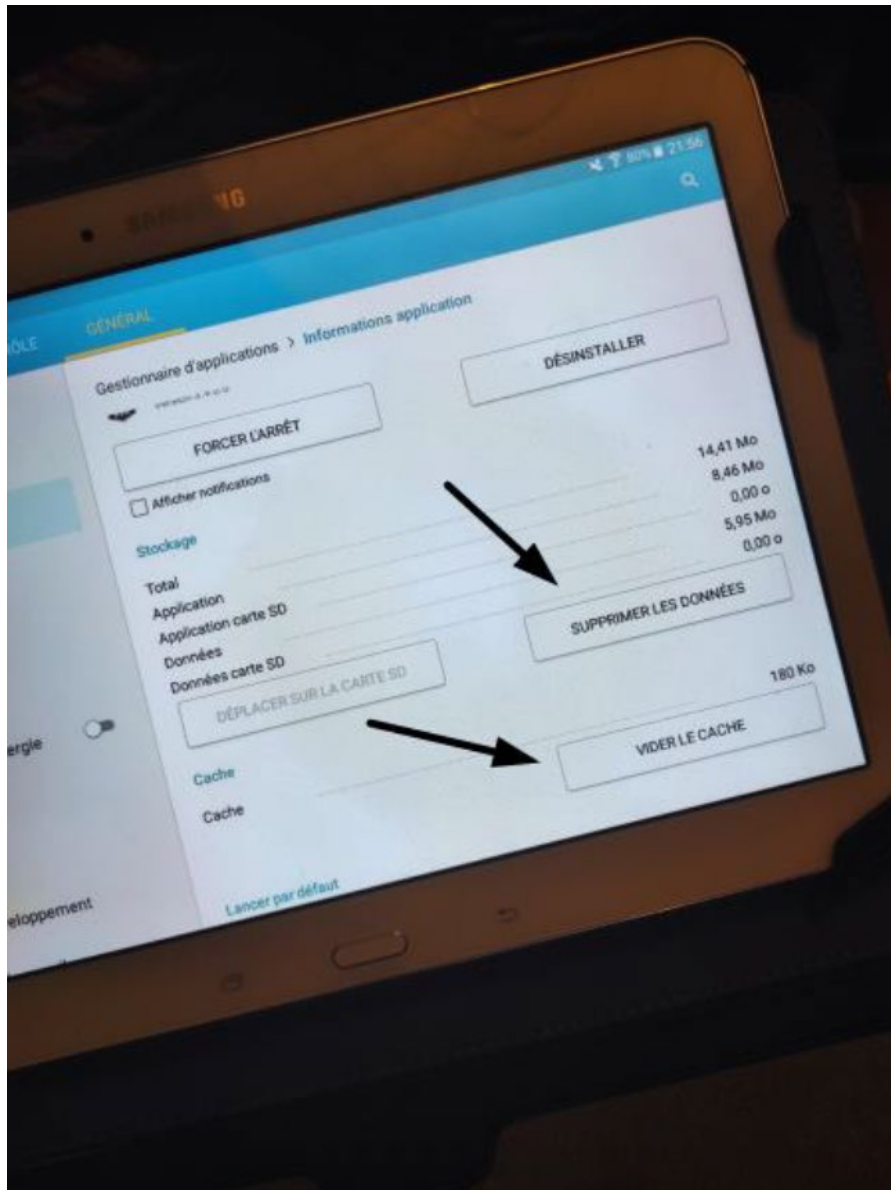 SAMSUNG
80% 21:56
GÉNÉRAL
Gestionnaire d'applications > Informations application
FORCER L'ARRÊT
DÉSINSTALLER
Afficher notifications
Stockage
Total 14,41 Mo
Application 8,46 Mo
Application carte SD 0,00 o
Données 5,95 Mo
Données carte SD 0,00 o
DÉPLACER SUR LA CARTE SD
SUPPRIMER LES DONNÉES
Cache
Cache 180 Ko
VIDER LE CACHE
Lancer par défaut
ergie
eloppement